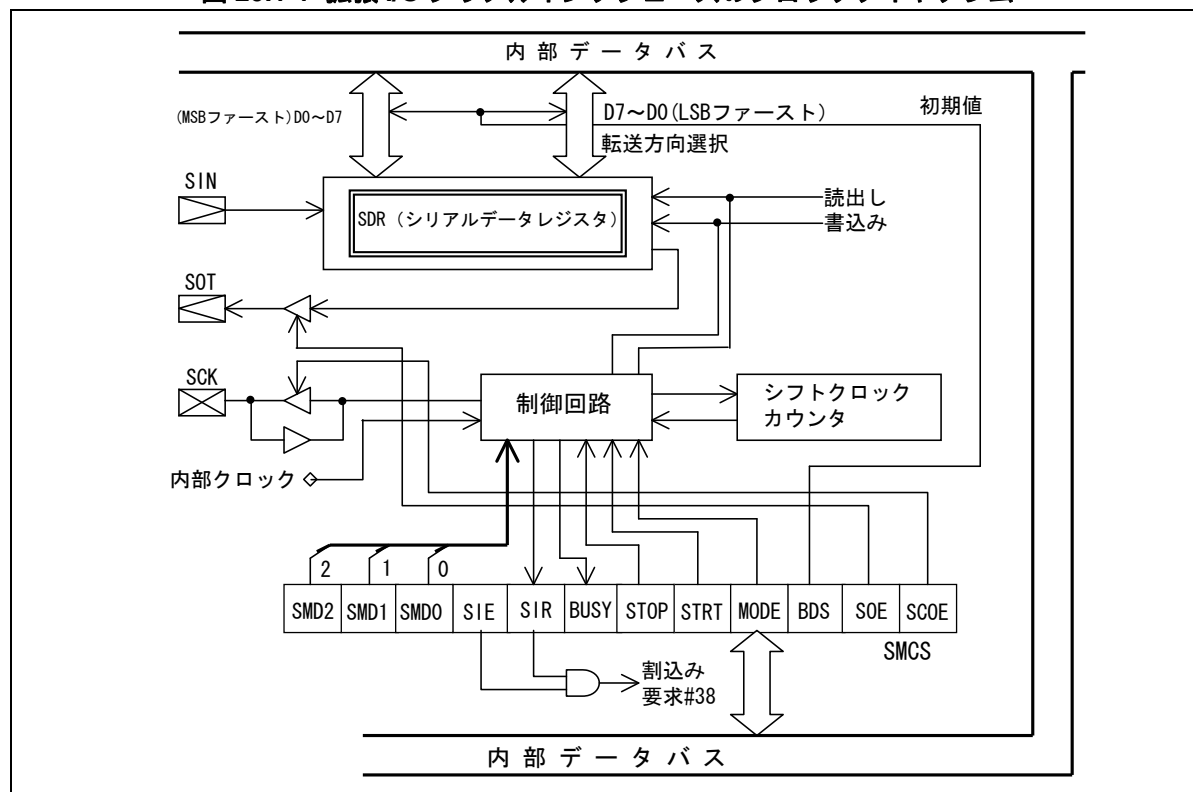 内部データバス
(MSBファースト)D0～D7
D7～D0(LSBファースト)
初期値
転送方向選択
SIN
SDR（シリアルデータレジスタ）
読出し
書込み
SOT
SCK
制御回路
シフトクロック
カウンタ
内部クロック
2
1
0
SMD2 SMD1 SMD0 SIE SIR BUSY STOP STRT MODE BDS SOE SCOE
SMCS
割込み
要求#38
内部データバス